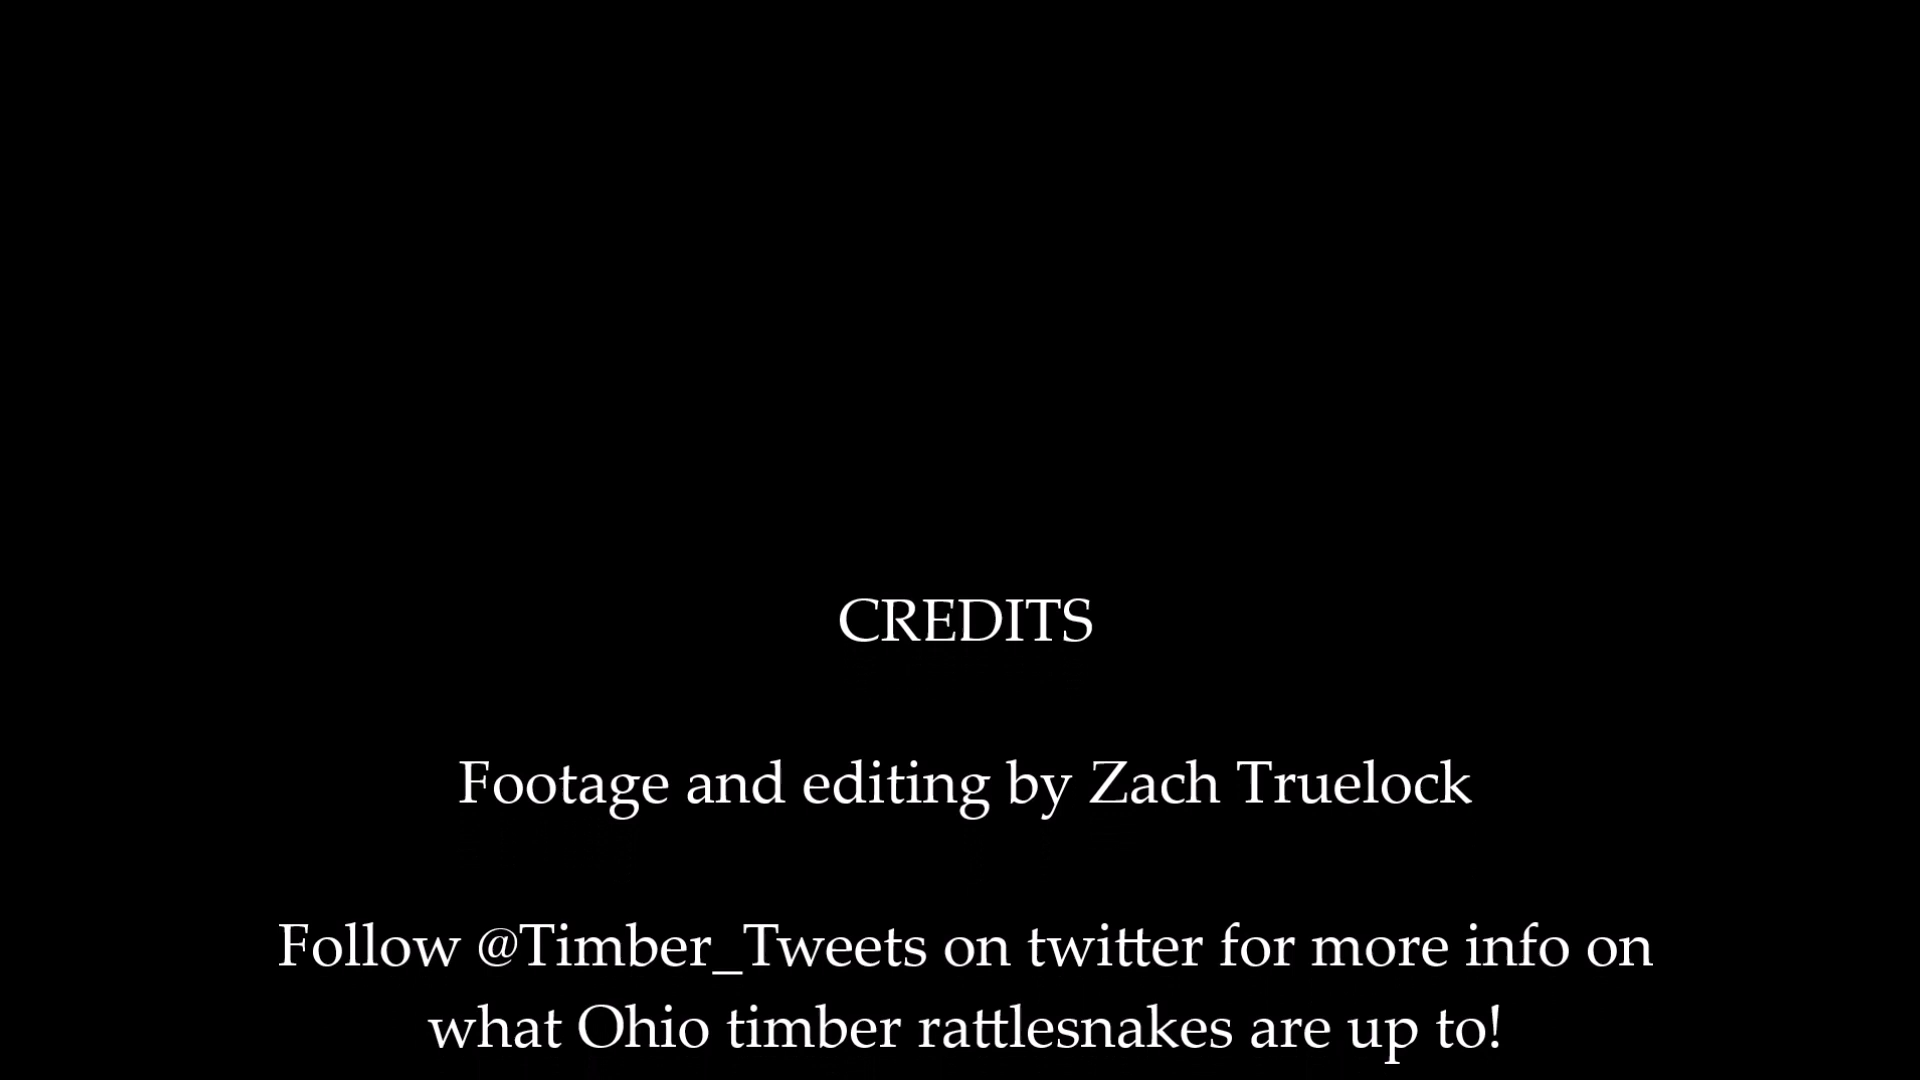 CREDITS
Footage and editing by Zach Truelock
Follow @Timber_Tweets on twitter for more info on
what Ohio timber rattlesnakes are up to!